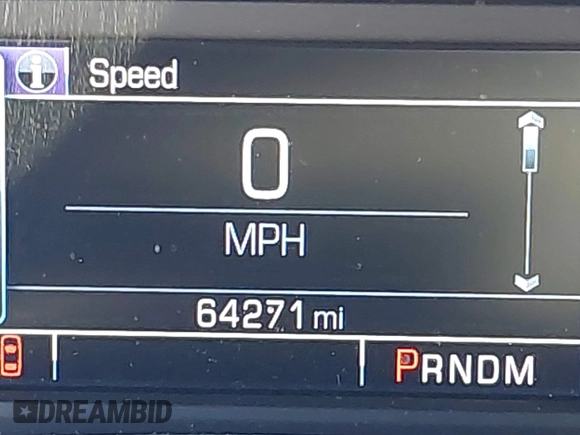 Speed
0
MPH
64271 mi
PRNDM
DREAMBID